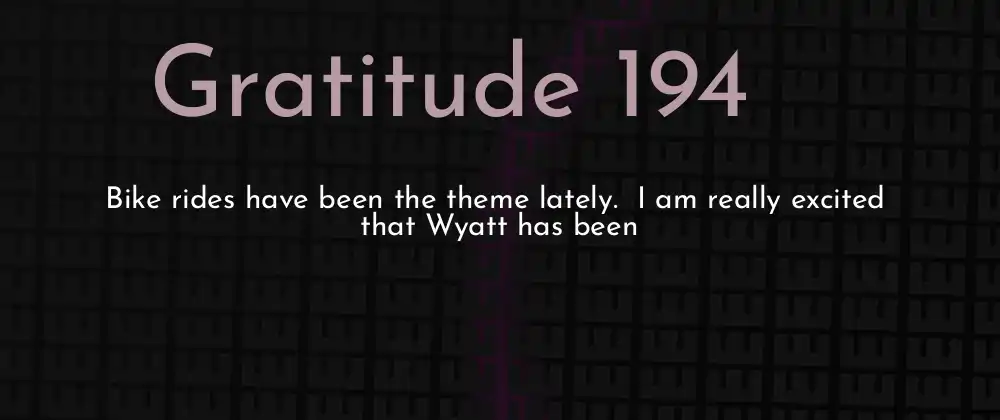 Gratitude 194
Bike rides have been the theme lately.  I am really excited
that Wyatt has been